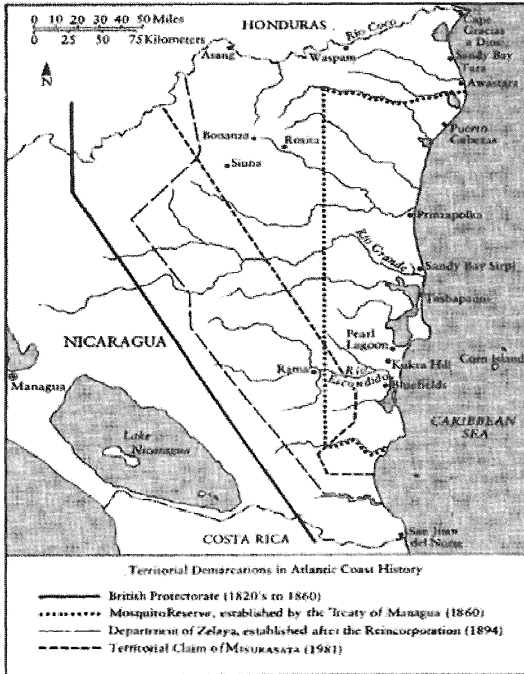 0 10 20 30 40 50 Miles
0 25 50 75 Kilometers
N
HONDURAS
Rio Coco
Cape
Gracias
a Dios
Asang
Waspam
Sandy Bay
Tara
Awastara
Bonanza
Rosita
Puerto
Cabezas
Siuna
Prinzapolka
Rio Grande
Sandy Bay Sirpi
Tasbapauni
NICARAGUA
Pearl
Lagoon
Kukra Hill
Corn Island
Rama
Rio
Escondido
Bluefields
Managua
CARIBBEAN
SEA
Lake
Nicaragua
COSTA RICA
San Juan
del Norte
Territorial Demarcations in Atlantic Coast History
British Protectorate (1820's to 1860)
Mosquito Reserve, established by the Treaty of Managua (1860)
Department of Zelaya, established after the Reincorporation (1894)
Territorial Claim of MISURASATA (1981)